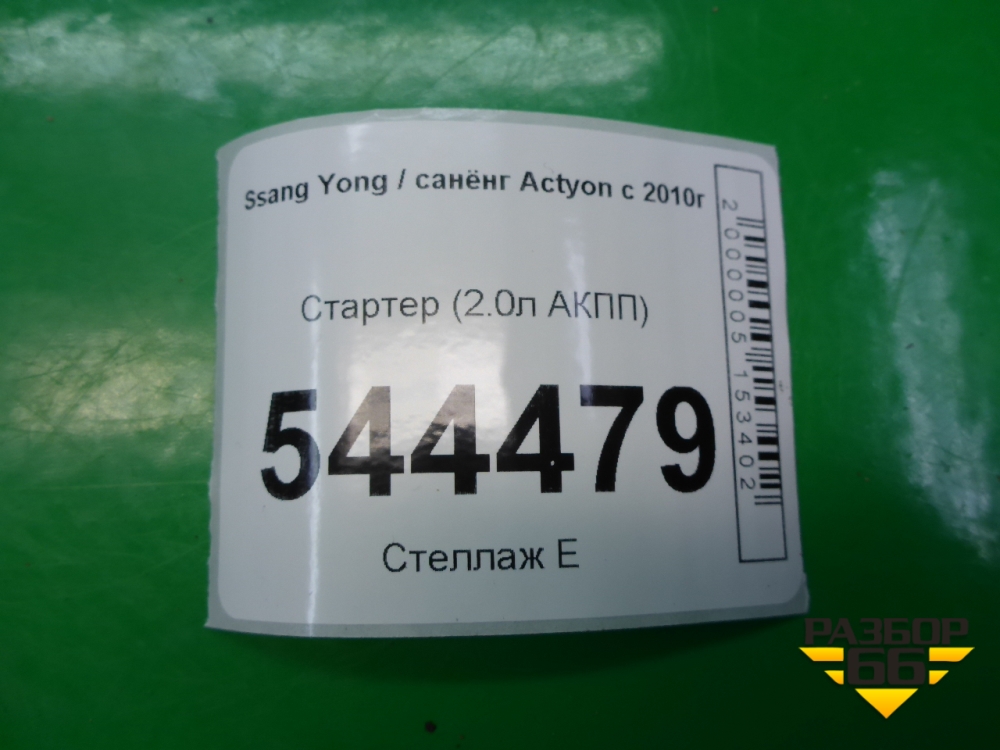 Ssang Yong / санёнг Actyon с 2010г
Стартер (2.0л АКПП)
544479
Стеллаж Е
2000005153402
РАЗБОР
66